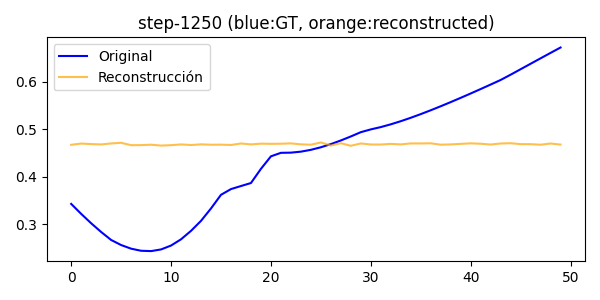 step-1250 (blue:GT, orange:reconstructed)
Original
Reconstrucción
0.6
0.5
0.4
0.3
0 10 20 30 40 50